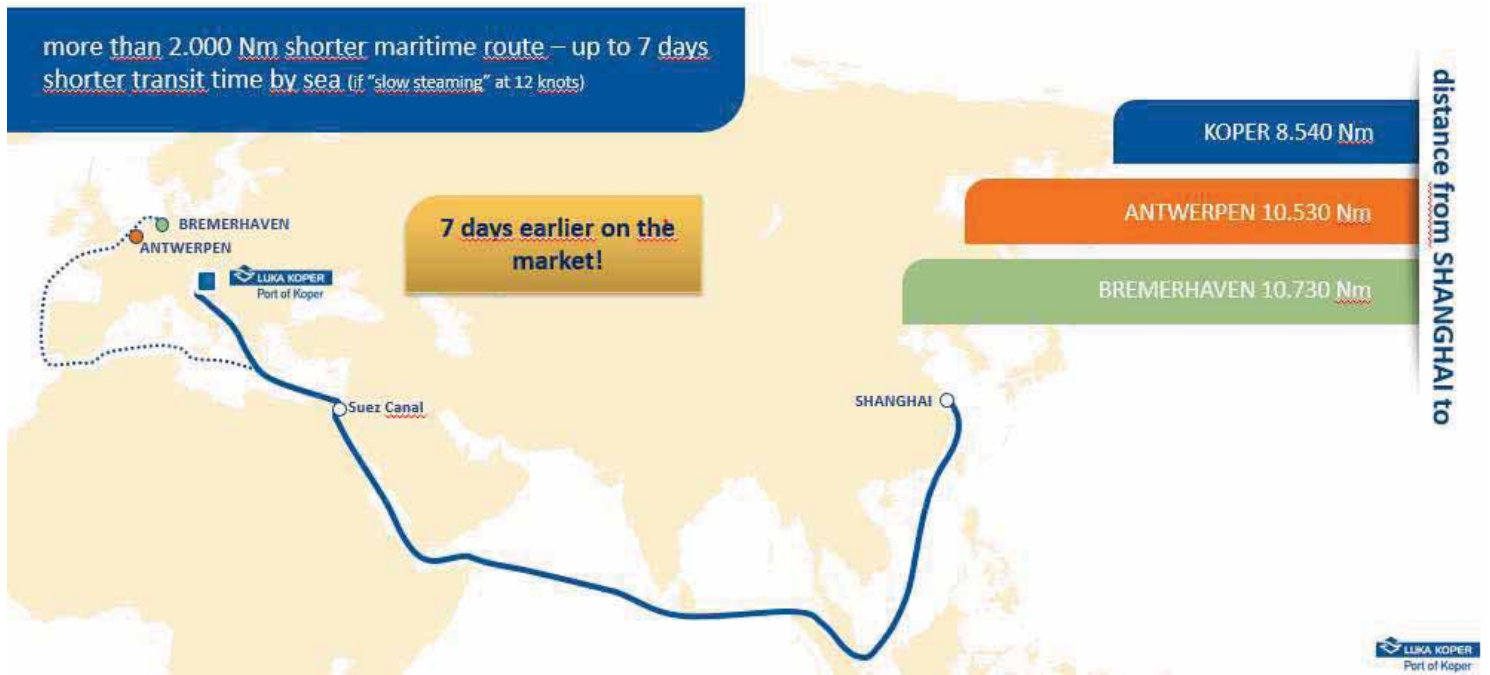 more than 2.000 Nm shorter maritime route – up to 7 days
shorter transit time by sea (if "slow steaming" at 12 knots)
KOPER 8.540 Nm
ANTWERPEN 10.530 Nm
BREMERHAVEN 10.730 Nm
distance from SHANGHAI to
7 days earlier on the
market!
BREMERHAVEN
ANTWERPEN
LUKA KOPER
Port of Koper
Suez Canal
SHANGHAI
LUKA KOPER
Port of Koper